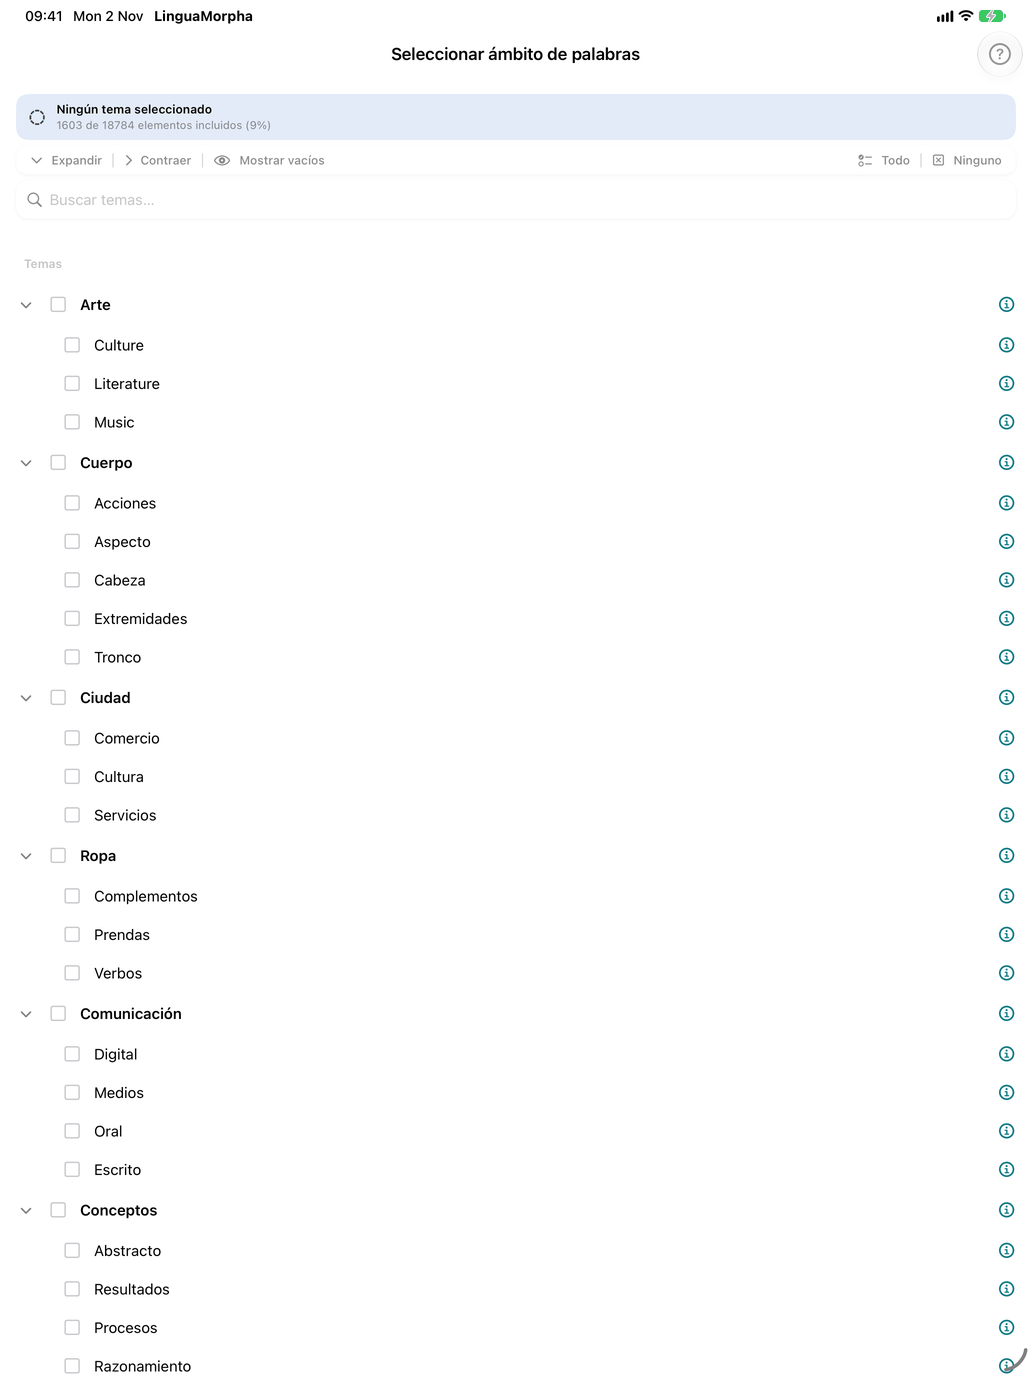 09:41 Mon 2 Nov LinguaMorpha
Seleccionar ámbito de palabras
Ningún tema seleccionado
1603 de 18784 elementos incluidos (9%)
Expandir Contraer Mostrar vacíos Todo Ninguno
Buscar temas...
Temas
Arte
Culture
Literature
Music
Cuerpo
Acciones
Aspecto
Cabeza
Extremidades
Tronco
Ciudad
Comercio
Cultura
Servicios
Ropa
Complementos
Prendas
Verbos
Comunicación
Digital
Medios
Oral
Escrito
Conceptos
Abstracto
Resultados
Procesos
Razonamiento